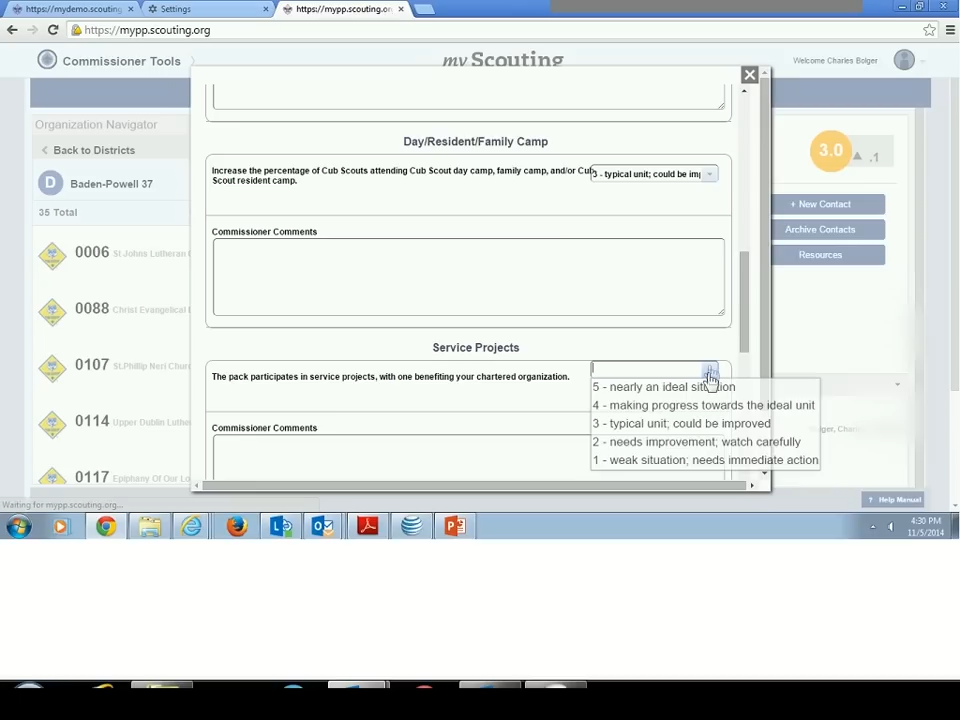 https://mydemo.scouting
Settings
https://mypp.scouting.or
https://mypp.scouting.org
Commissioner Tools
my Scouting
Welcome Charles Bolger
Organization Navigator
Back to Districts
D
Baden-Powell 37
35 Total
0006 St.Johns Lutheran
0088 Christ Evangelical
0107 St.Phillip Neri Church
0114 Upper Dublin Luthe
0117 Epiphany Of Our Lo
Day/Resident/Family Camp
Increase the percentage of Cub Scouts attending Cub Scout day camp, family camp, and/or Cub
Scout resident camp.
3 - typical unit; could be imp
Commissioner Comments
Service Projects
The pack participates in service projects, with one benefiting your chartered organization.
5 - nearly an ideal situation
4 - making progress towards the ideal unit
3 - typical unit; could be improved
2 - needs improvement; watch carefully
1 - weak situation; needs immediate action
Commissioner Comments
3.0
.1
+ New Contact
Archive Contacts
Resources
? Help Manual
Waiting for mypp.scouting.org...
4:30 PM
11/5/2014